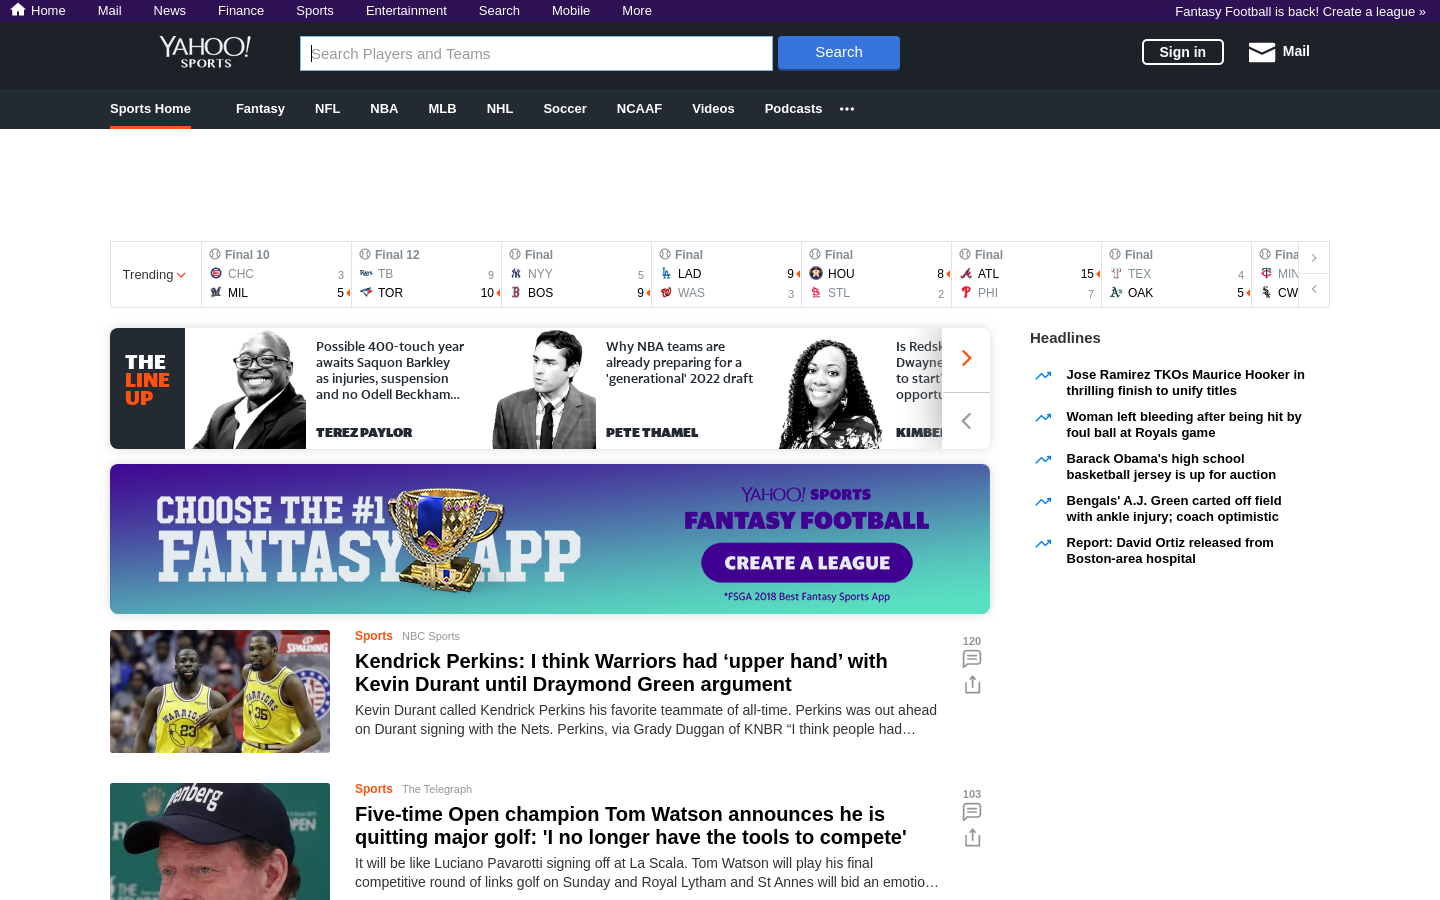 Home Mail News Finance Sports Entertainment Search Mobile More Fantasy Football is back! Create a league »
YAHOO!
SPORTS
Search Players and Teams
Search
Sign in
Mail
Sports Home Fantasy NFL NBA MLB NHL Soccer NCAAF Videos Podcasts
Trending
Final 10
CHC 3
MIL 5
Final 12
TB 9
TOR 10
Final
NYY 5
BOS 9
Final
LAD 9
WAS 3
Final
HOU 8
STL 2
Final
ATL 15
PHI 7
Final
TEX 4
OAK 5
Fina
MIN
CW
THE
LINE
UP
Possible 400-touch year
awaits Saquon Barkley
as injuries, suspension
and no Odell Beckham...
TEREZ PAYLOR
Why NBA teams are
already preparing for a
'generational' 2022 draft
PETE THAMEL
Is Redsk
Dwayne
to start?
opportu
KIMBE
Headlines
Jose Ramirez TKOs Maurice Hooker in
thrilling finish to unify titles
Woman left bleeding after being hit by
foul ball at Royals game
Barack Obama's high school
basketball jersey is up for auction
Bengals' A.J. Green carted off field
with ankle injury; coach optimistic
Report: David Ortiz released from
Boston-area hospital
CHOOSE THE #1
FANTASY APP
YAHOO! SPORTS
FANTASY FOOTBALL
CREATE A LEAGUE
*FSGA 2018 Best Fantasy Sports App
SPALDING
WARRIORS
23
WARRIORS
35
Sports NBC Sports
Kendrick Perkins: I think Warriors had ‘upper hand’ with
Kevin Durant until Draymond Green argument
Kevin Durant called Kendrick Perkins his favorite teammate of all-time. Perkins was out ahead
on Durant signing with the Nets. Perkins, via Grady Duggan of KNBR “I think people had…
120
enberg
OPEN
THE
Sports The Telegraph
Five-time Open champion Tom Watson announces he is
quitting major golf: 'I no longer have the tools to compete'
It will be like Luciano Pavarotti signing off at La Scala. Tom Watson will play his final
competitive round of links golf on Sunday and Royal Lytham and St Annes will bid an emotio…
103